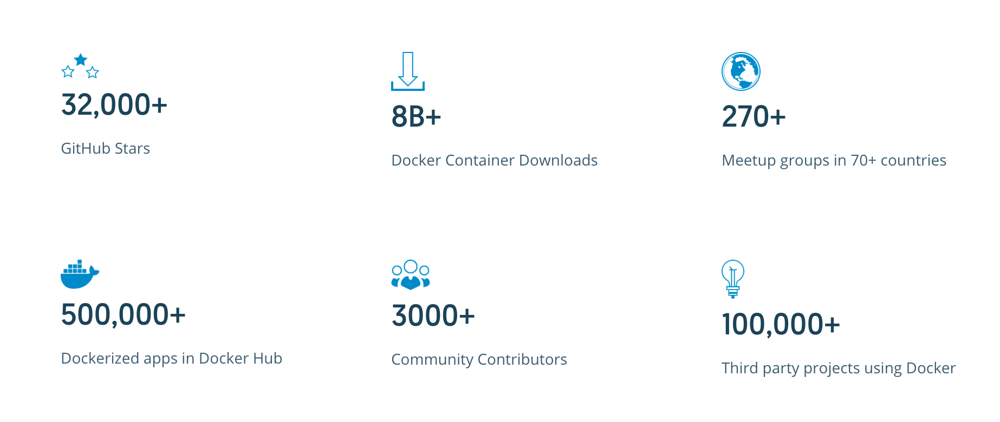 32,000+
GitHub Stars
8B+
Docker Container Downloads
270+
Meetup groups in 70+ countries
500,000+
Dockerized apps in Docker Hub
3000+
Community Contributors
100,000+
Third party projects using Docker